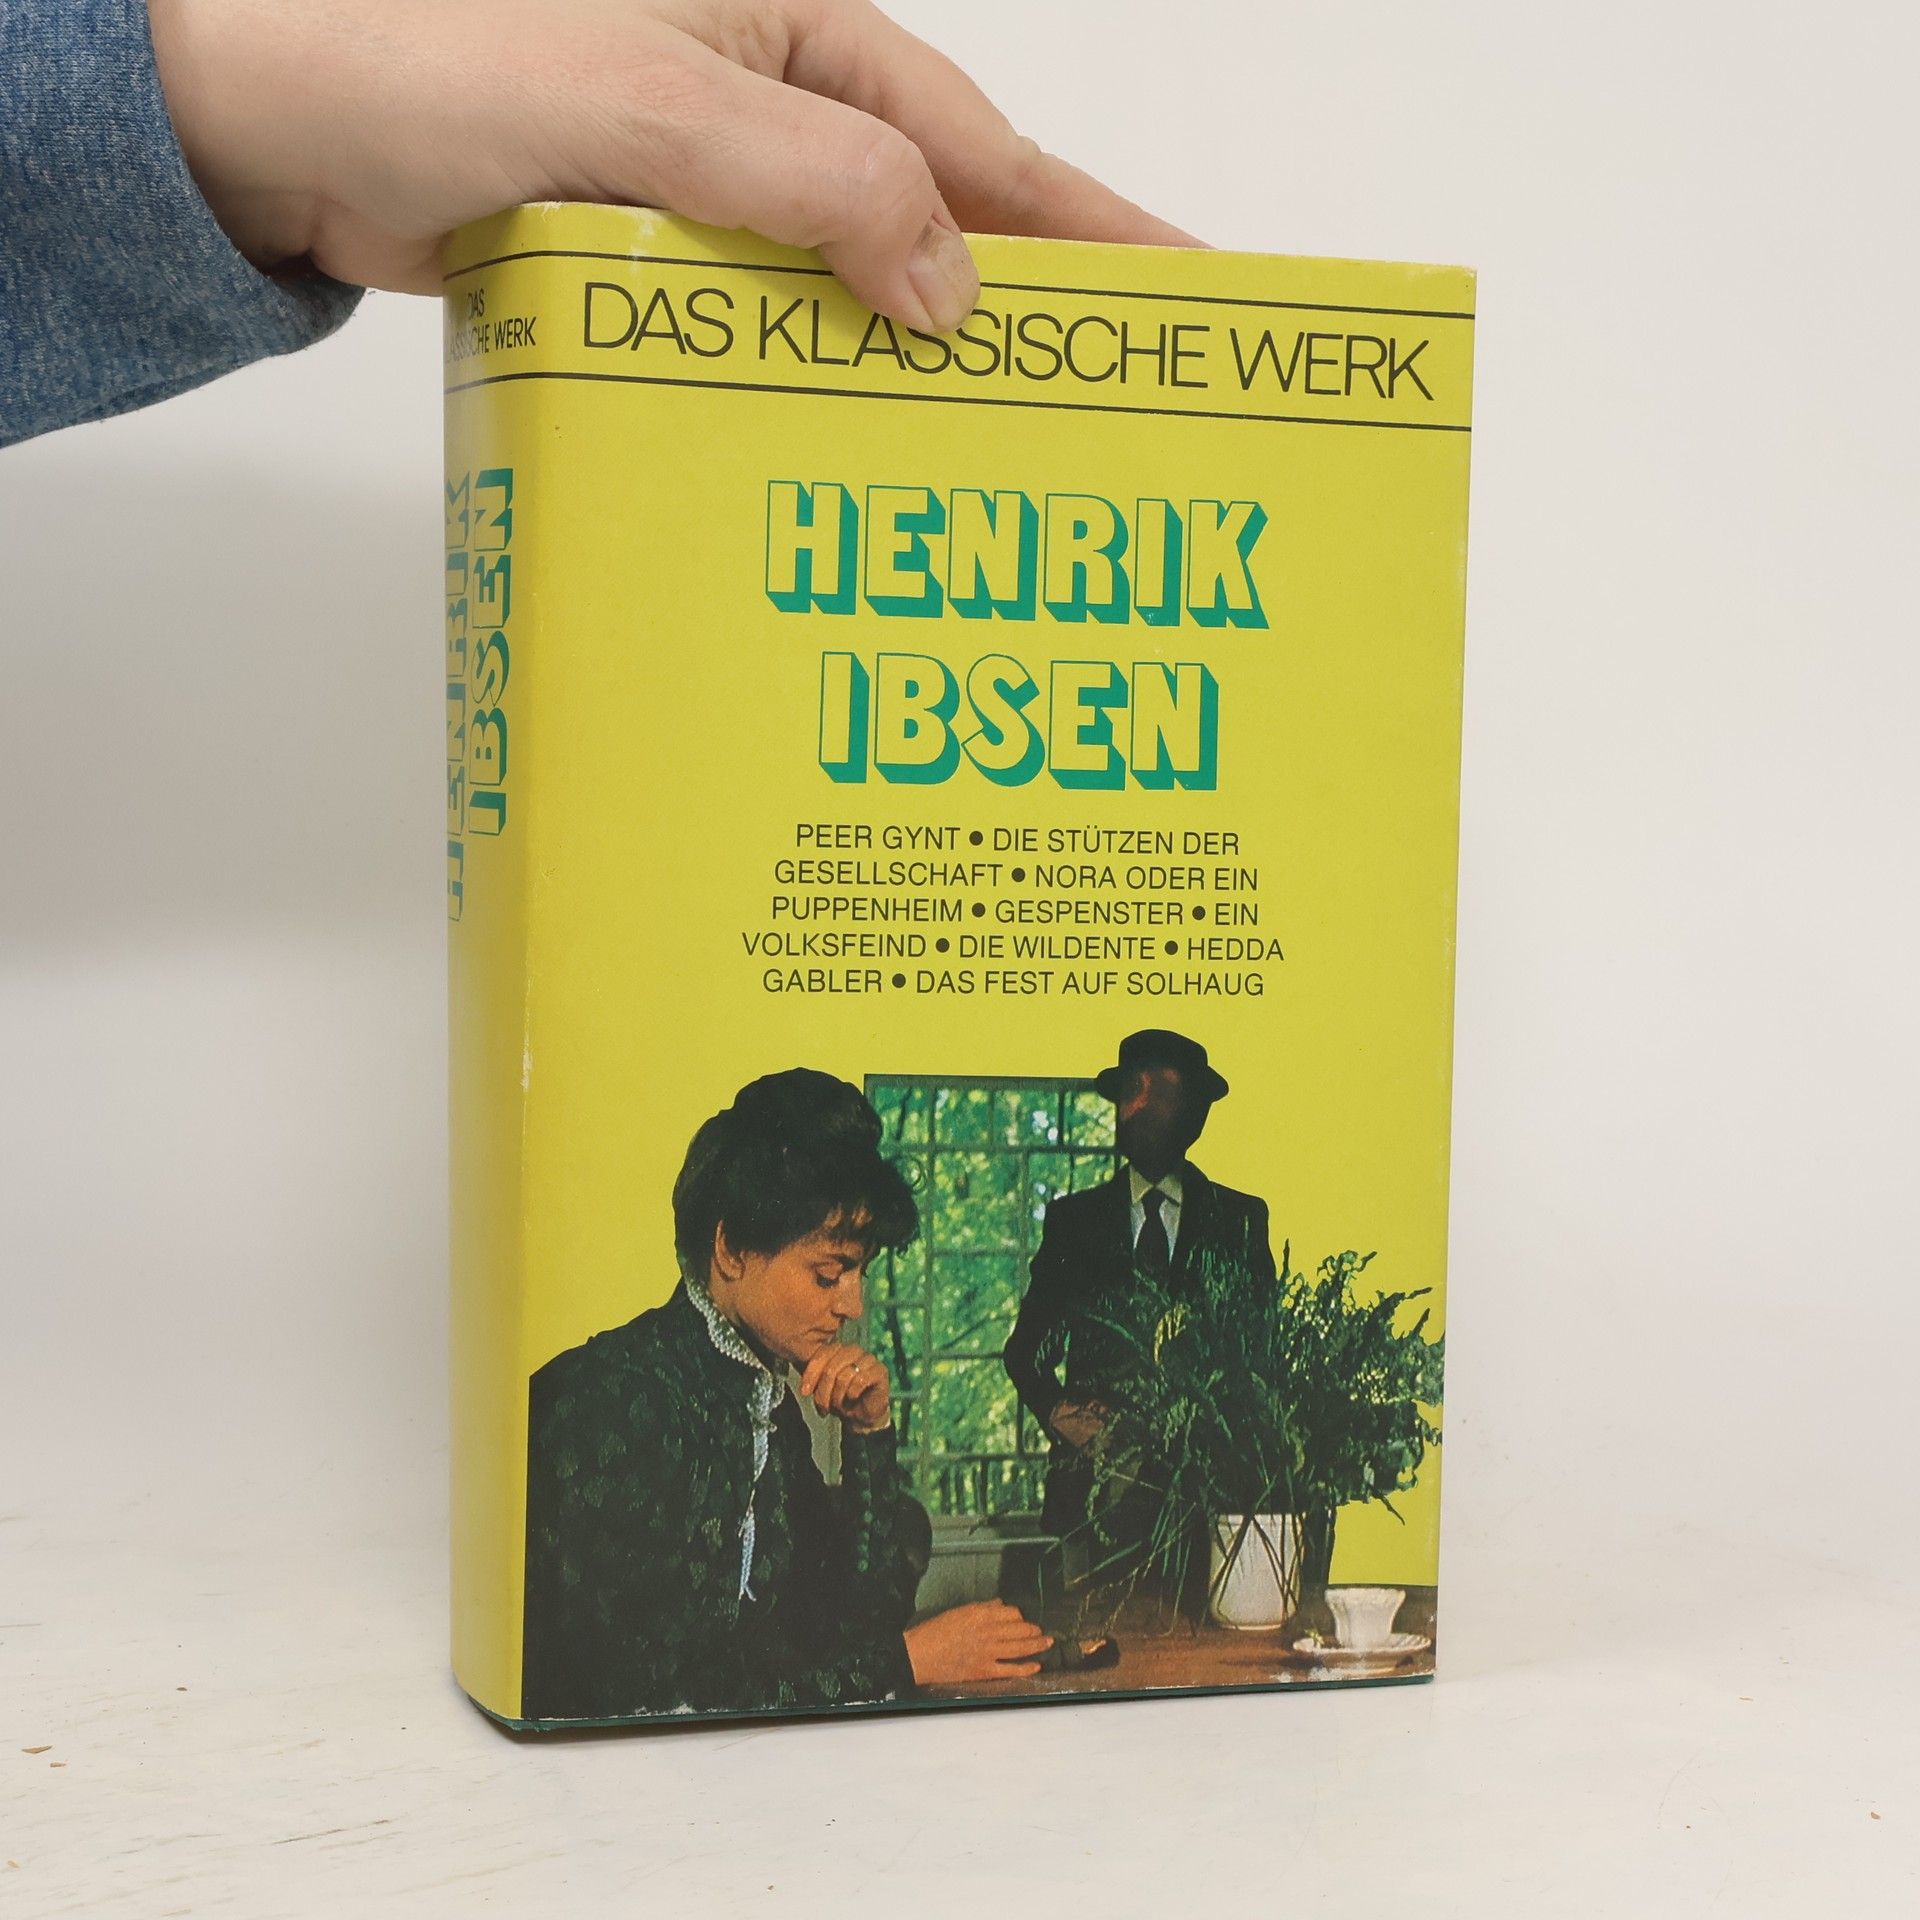 DAS
KLASSISCHE WERK
HENRIK
IBSEN
DAS KLASSISCHE WERK
HENRIK
IBSEN
PEER GYNT ● DIE STÜTZEN DER
GESELLSCHAFT ● NORA ODER EIN
PUPPENHEIM ● GESPENSTER ● EIN
VOLKSFEIND ● DIE WILDENTE ● HEDDA
GABLER ● DAS FEST AUF SOLHAUG